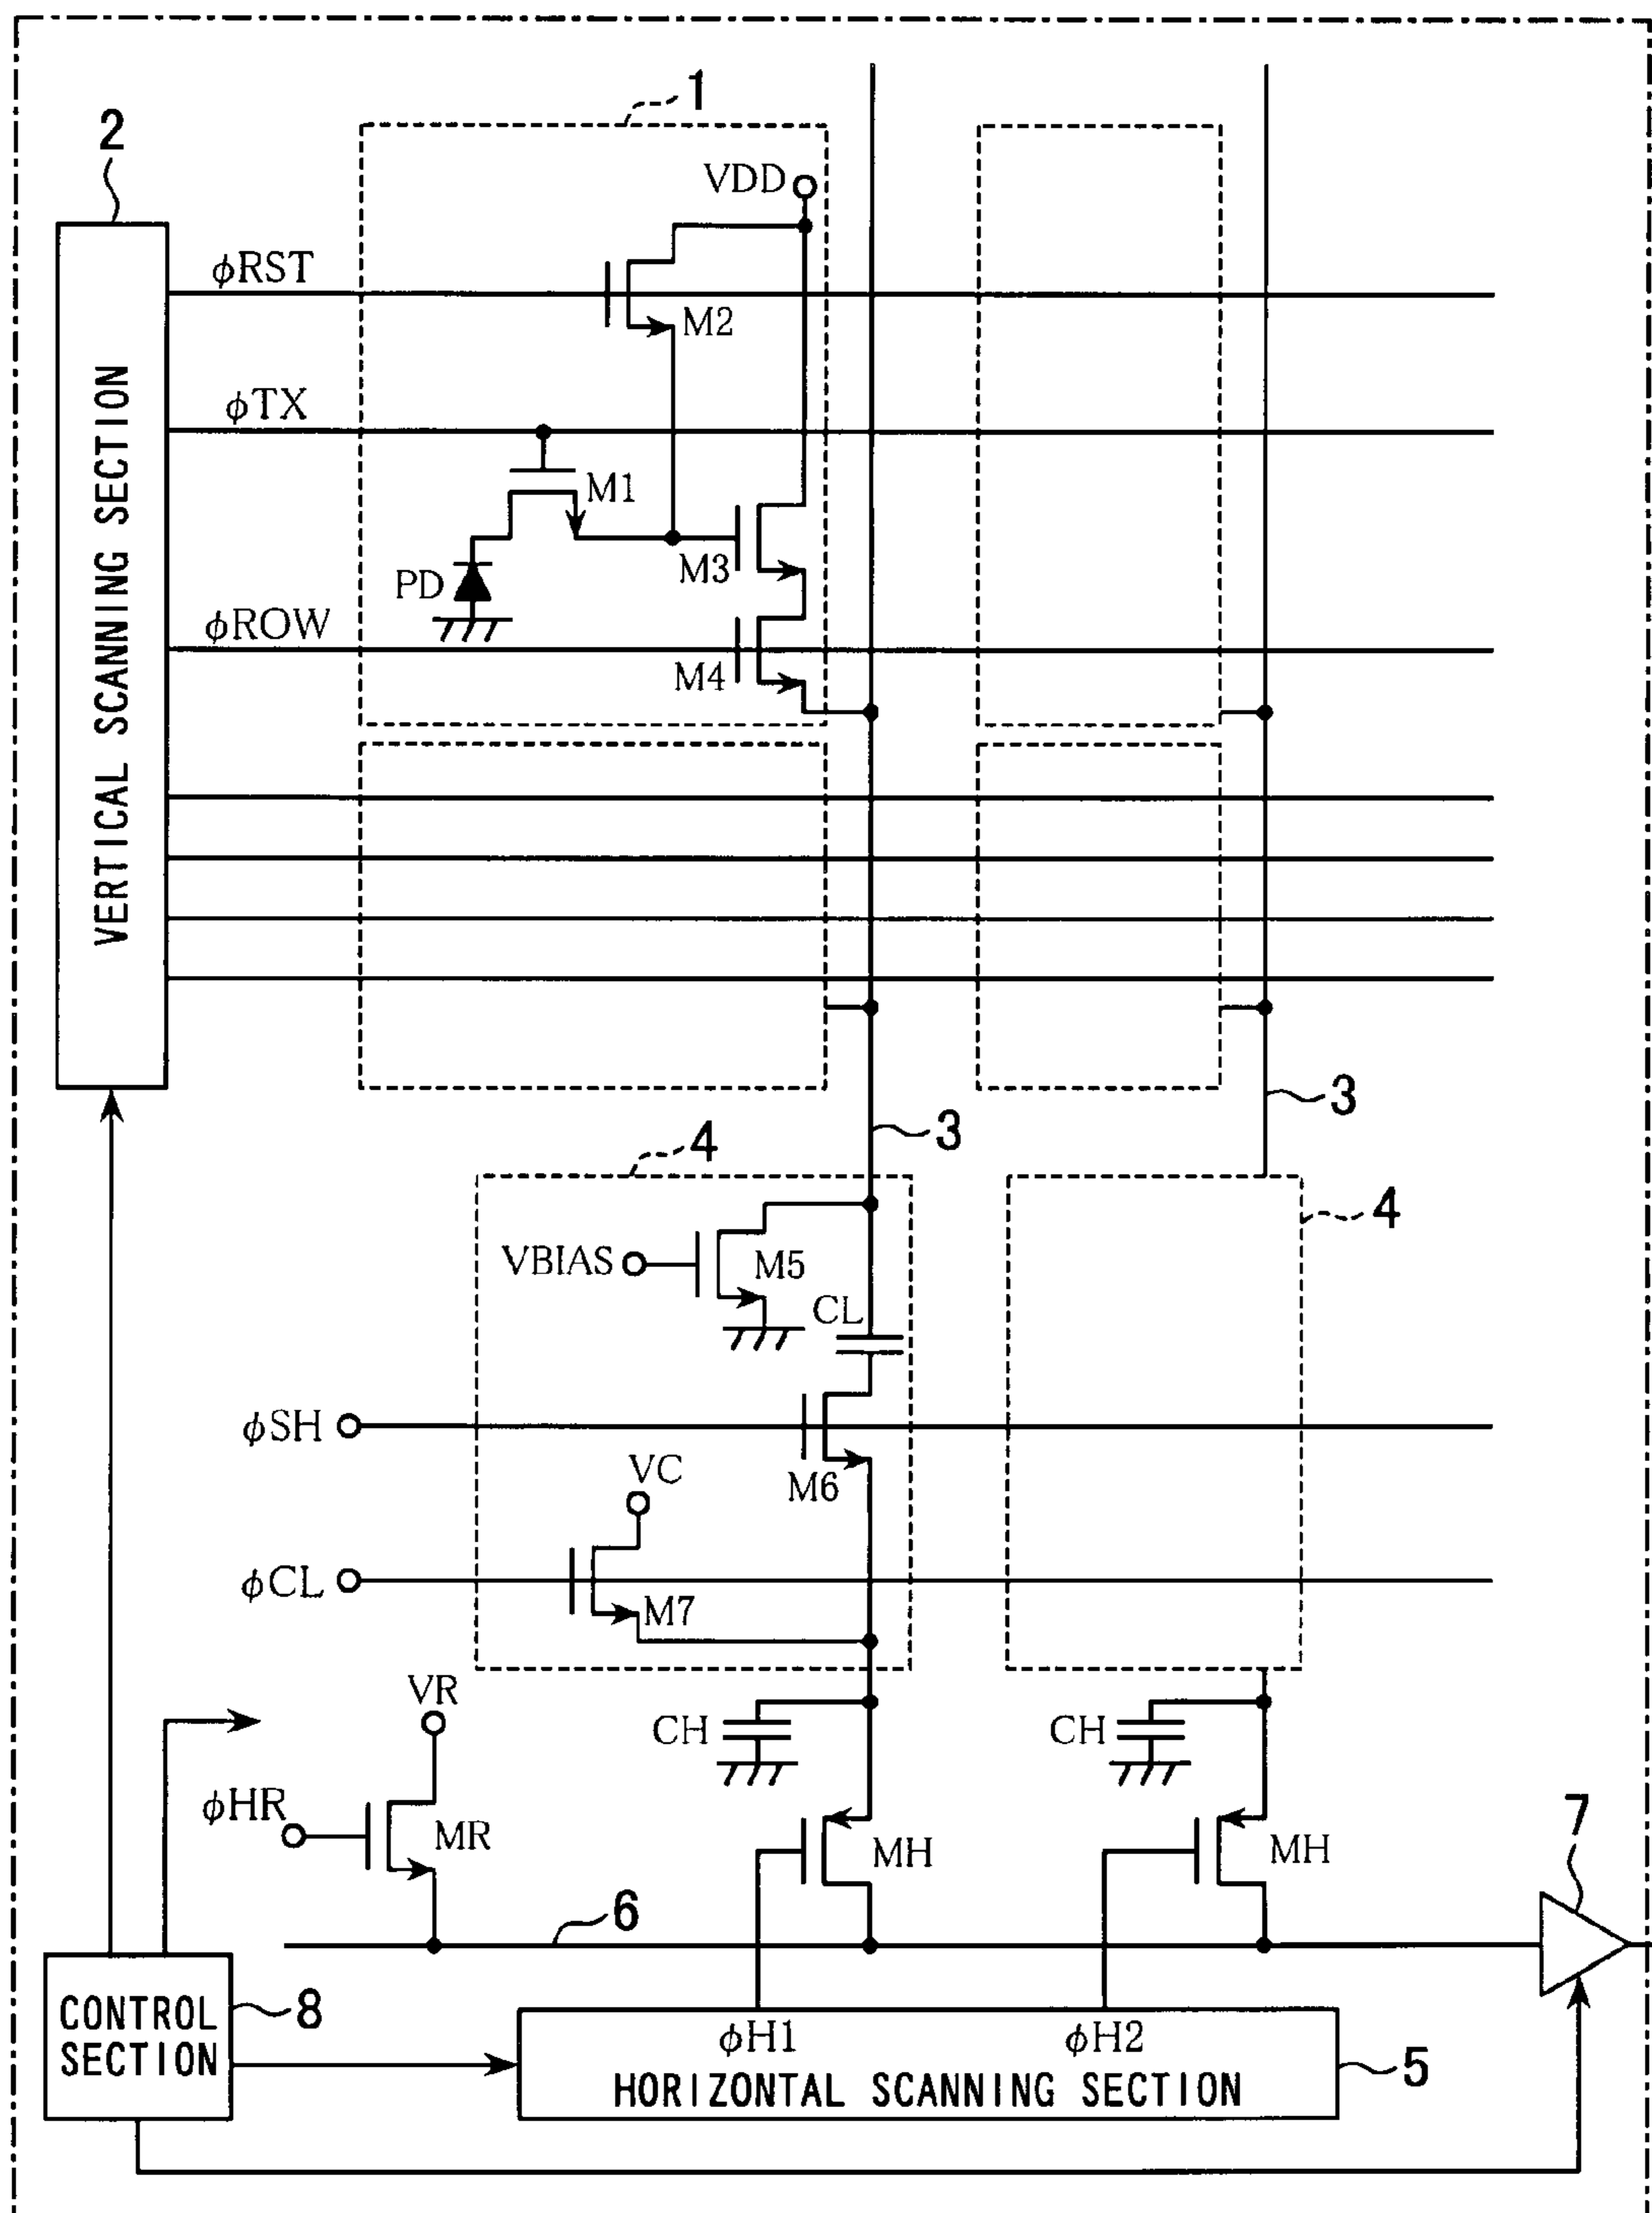 1
2
VDD
φRST
M2
φTX
M1
M3
PD
φROW
M4
VERTICAL SCANNING SECTION
3
3
4
4
VBIAS
M5
CL
φSH
M6
VC
φCL
M7
VR
CH
CH
φHR
MR
MH
MH
7
6
CONTROL
SECTION
8
φH1
φH2
HORIZONTAL SCANNING SECTION
5